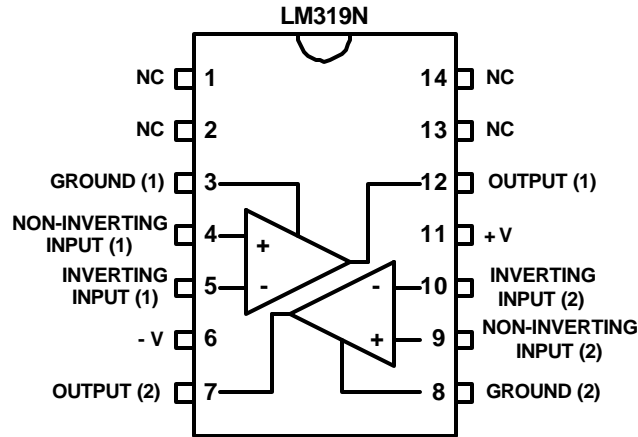 LM319N
NC 1 14 NC
NC 2 13 NC
GROUND (1) 3 12 OUTPUT (1)
NON-INVERTING
INPUT (1) 4 + 11 + V
INVERTING
INPUT (1) 5 - - 10 INVERTING
INPUT (2)
- V 6 + 9 NON-INVERTING
INPUT (2)
OUTPUT (2) 7 8 GROUND (2)